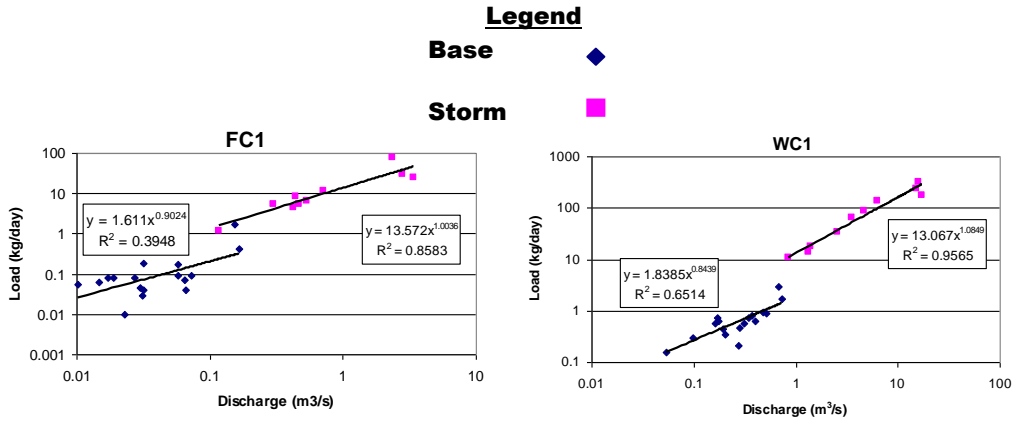 Legend
Base
Storm
FC1
100
10
1
0.1
0.01
0.001
Load (kg/day)
y = 1.611x^0.9024
R² = 0.3948
y = 13.572x^1.0036
R² = 0.8583
0.01 0.1 1 10
Discharge (m3/s)
WC1
1000
100
10
1
0.1
Load (kg/day)
y = 1.8385x^0.8439
R² = 0.6514
y = 13.067x^1.0849
R² = 0.9565
0.01 0.1 1 10 100
Discharge (m³/s)